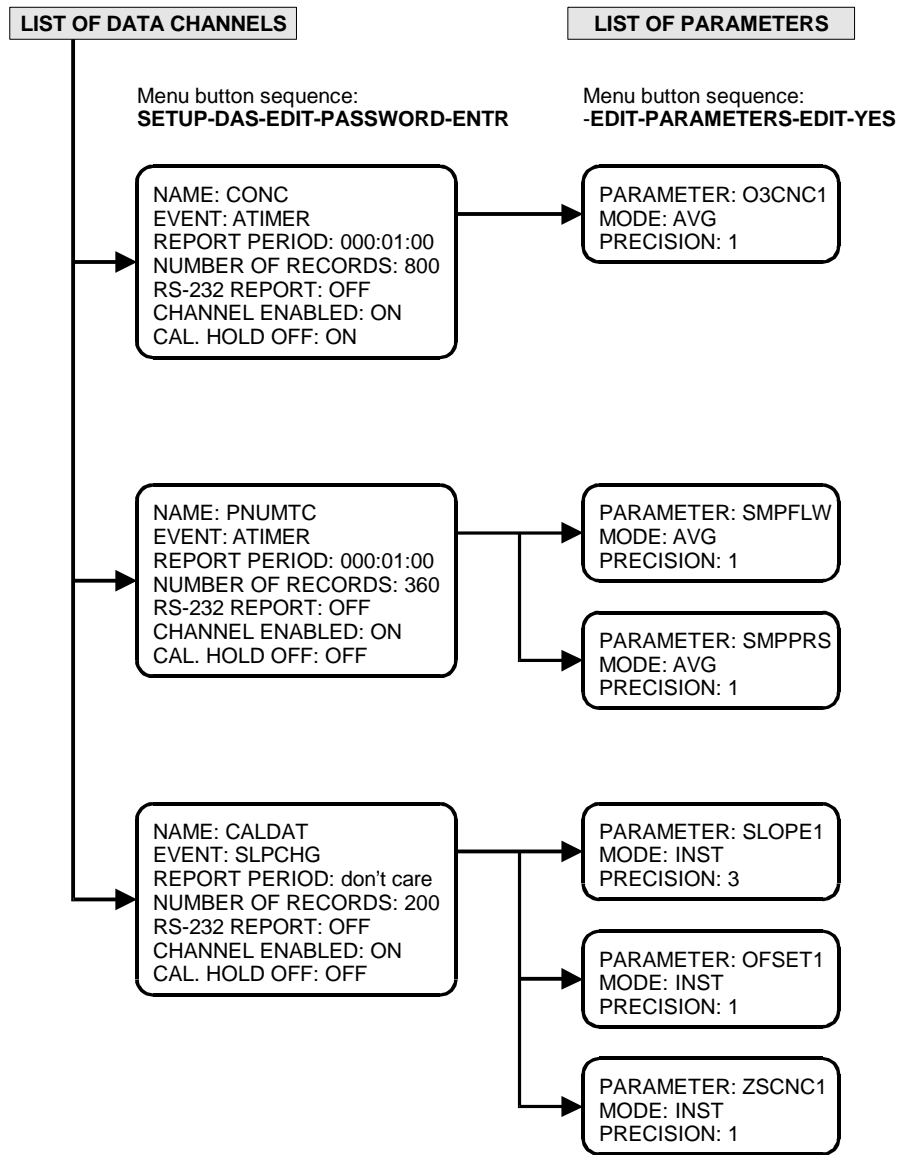 LIST OF DATA CHANNELS
LIST OF PARAMETERS
Menu button sequence:
SETUP-DAS-EDIT-PASSWORD-ENTR
Menu button sequence:
-EDIT-PARAMETERS-EDIT-YES
NAME: CONC
EVENT: ATIMER
REPORT PERIOD: 000:01:00
NUMBER OF RECORDS: 800
RS-232 REPORT: OFF
CHANNEL ENABLED: ON
CAL. HOLD OFF: ON
PARAMETER: O3CNC1
MODE: AVG
PRECISION: 1
NAME: PNUMTC
EVENT: ATIMER
REPORT PERIOD: 000:01:00
NUMBER OF RECORDS: 360
RS-232 REPORT: OFF
CHANNEL ENABLED: ON
CAL. HOLD OFF: OFF
PARAMETER: SMPFLW
MODE: AVG
PRECISION: 1
PARAMETER: SMPPRS
MODE: AVG
PRECISION: 1
NAME: CALDAT
EVENT: SLPCHG
REPORT PERIOD: don't care
NUMBER OF RECORDS: 200
RS-232 REPORT: OFF
CHANNEL ENABLED: ON
CAL. HOLD OFF: OFF
PARAMETER: SLOPE1
MODE: INST
PRECISION: 3
PARAMETER: OFSET1
MODE: INST
PRECISION: 1
PARAMETER: ZSCNC1
MODE: INST
PRECISION: 1